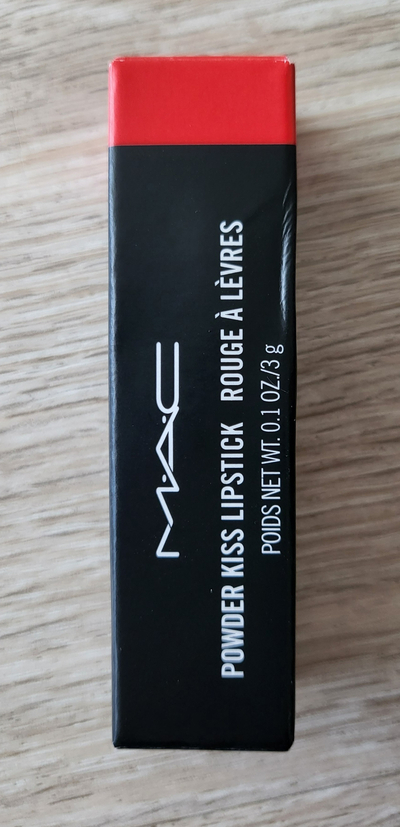 M·A·C
POWDER KISS LIPSTICK ROUGE À LÈVRES
POIDS NET WT. 0.1 OZ./3 g